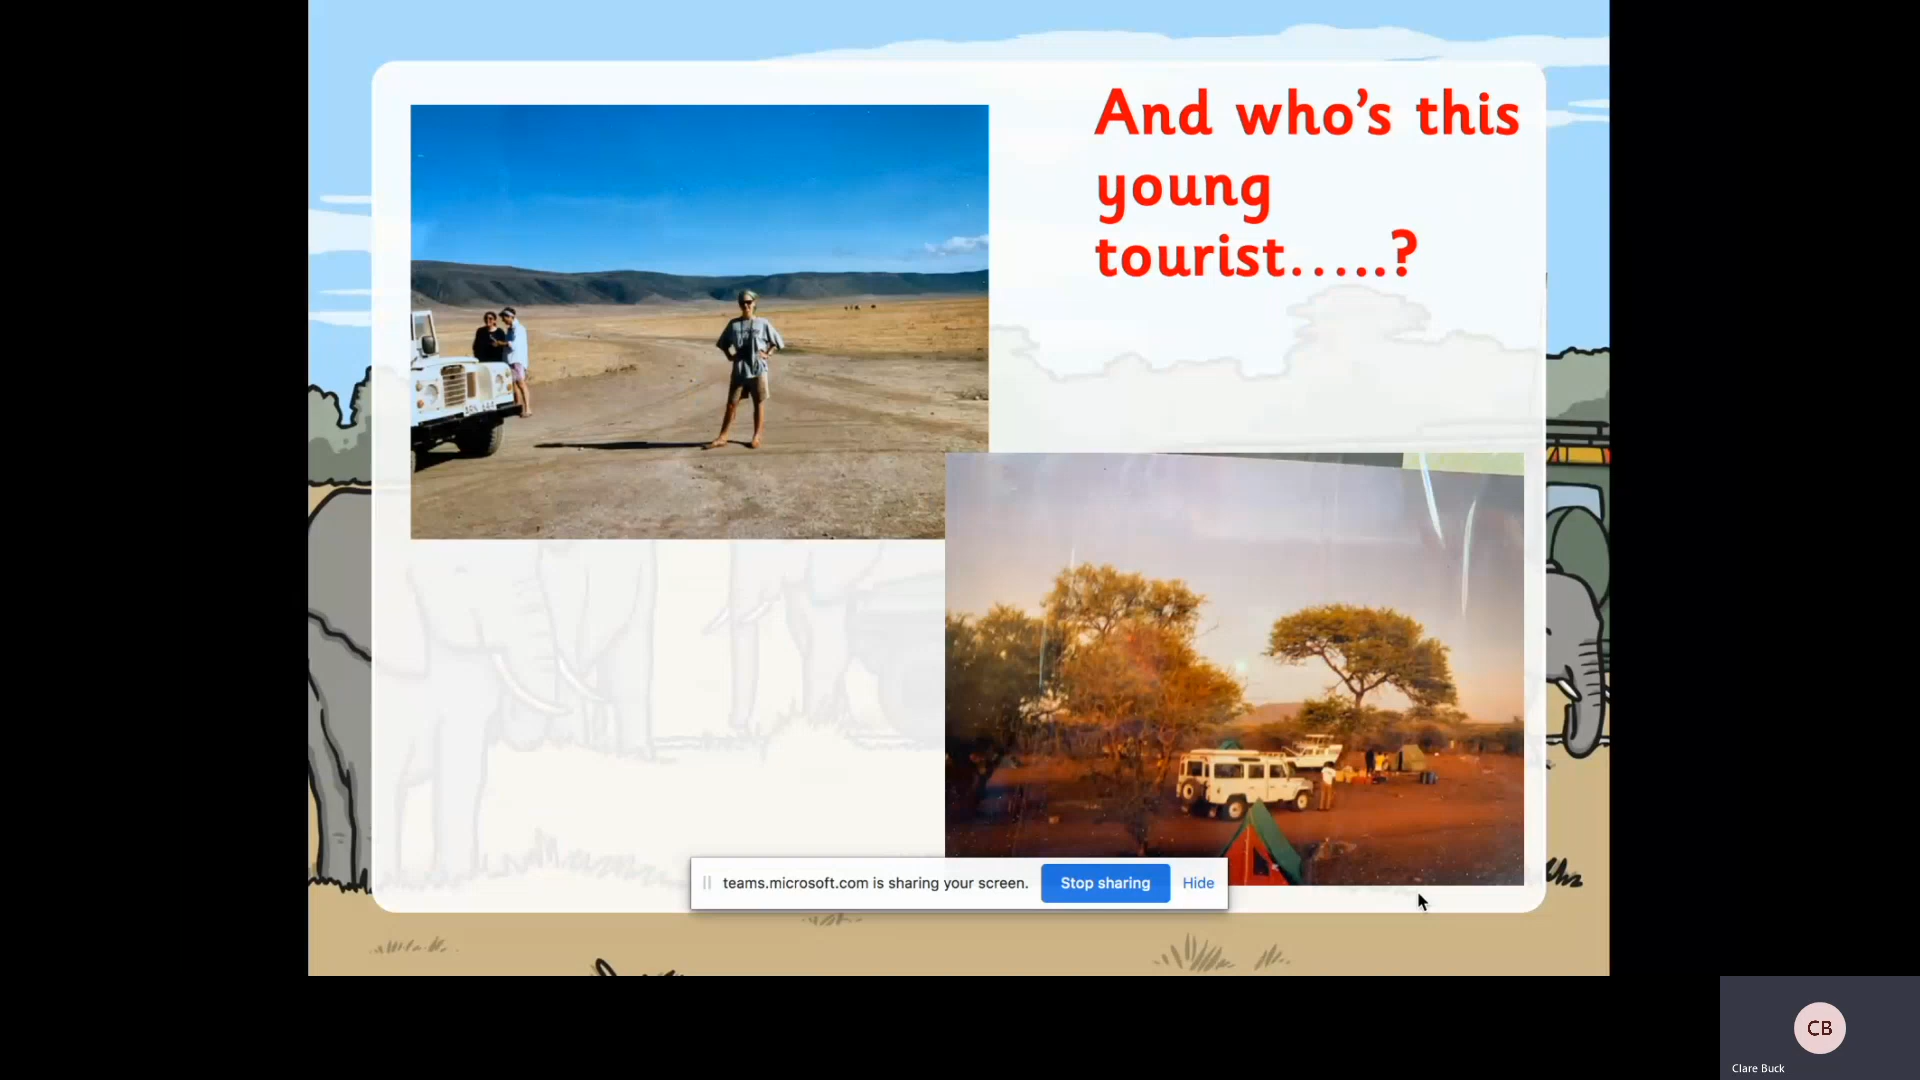 And who’s this
young
tourist.....?
teams.microsoft.com is sharing your screen.
Stop sharing
Hide
CB
Clare Buck